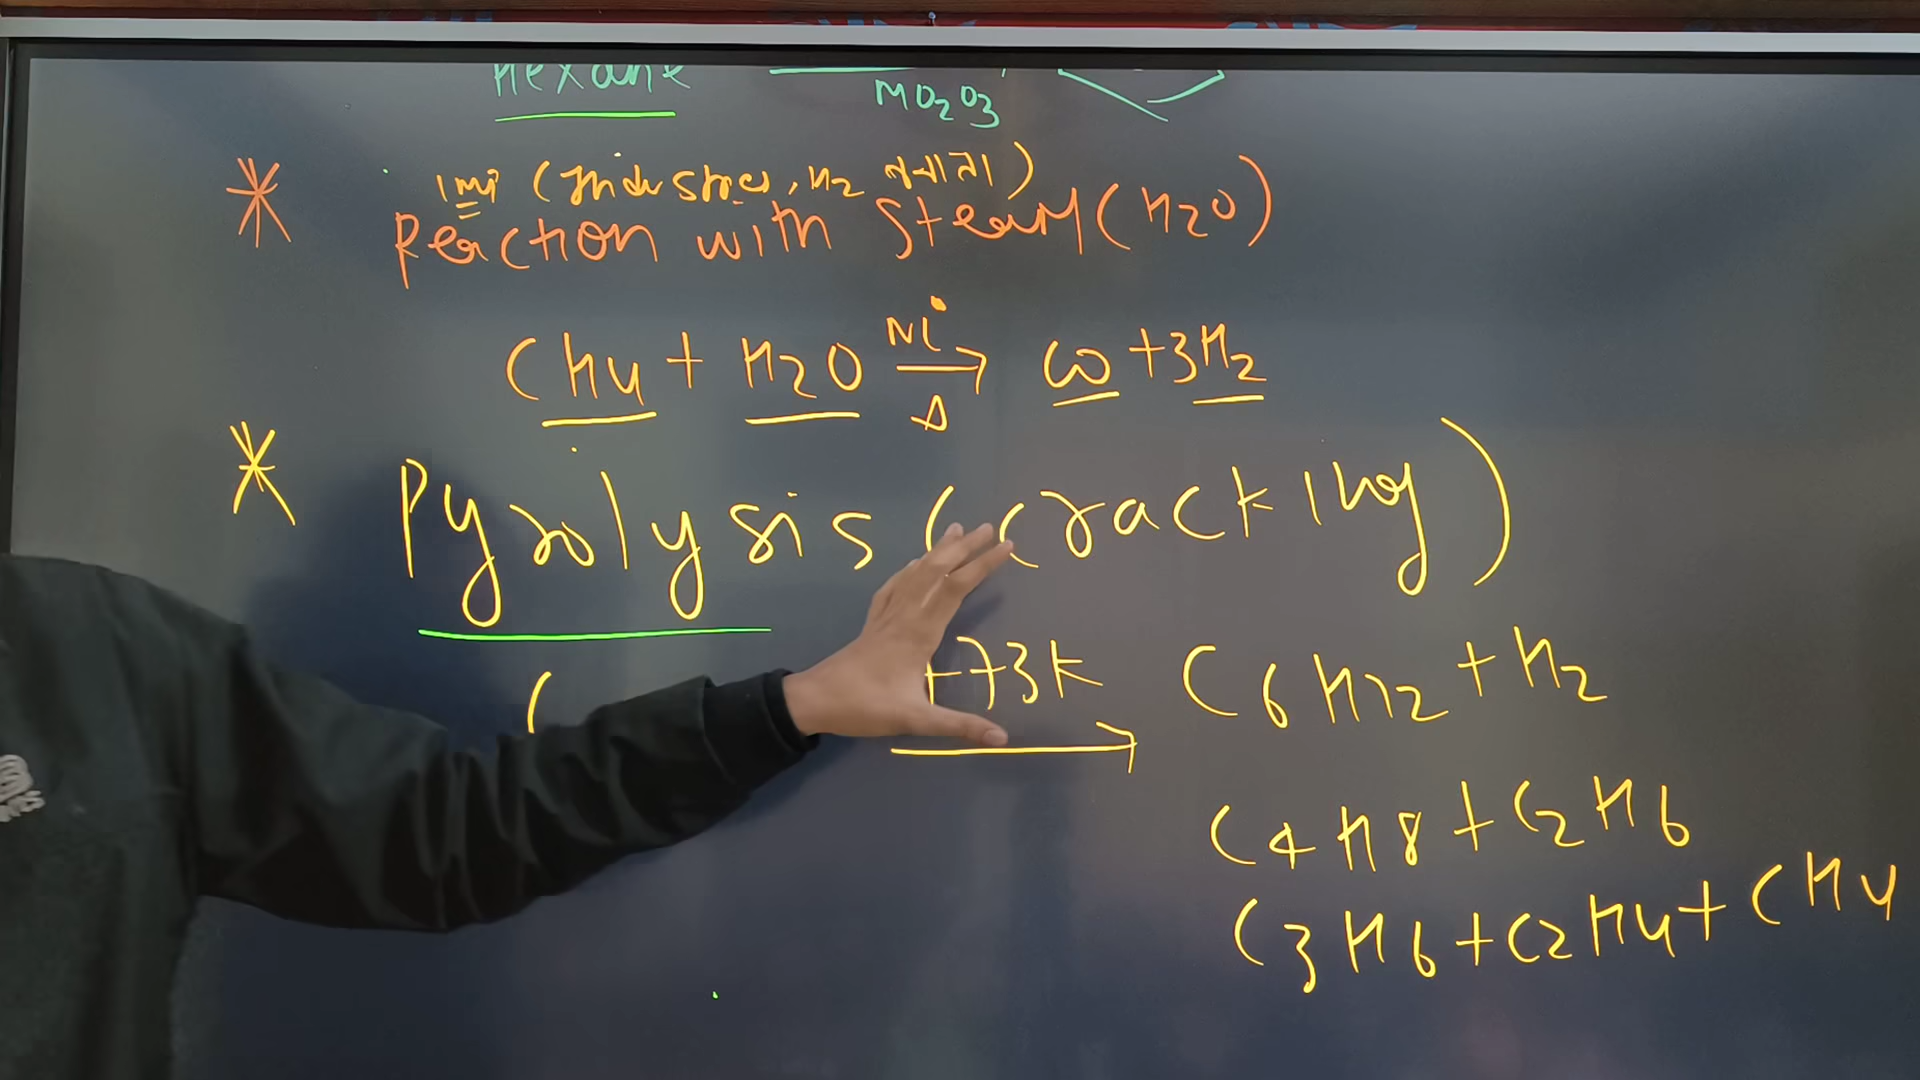 Hexane
MO2O3
* imp (Industries, H2 बनाना)
Reaction with Steam (H2O)
CH4 + H2O Ni → Δ CO + 3H2
* Pyrolysis (Cracking)
C 773K → C6H12 + H2
C4H8 + C2H6
C3H6 + C2H4 + CH4